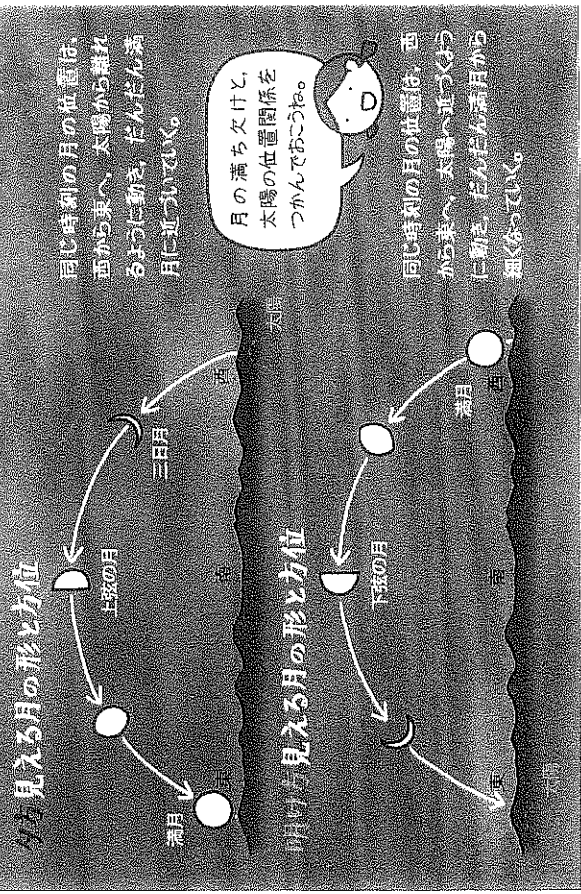 夕方 見える月の形と方位
満月
上弦の月
三日月
東
南
西
太陽
同じ時刻の月の位置は、
西から東へ、太陽から離れ
るように動き、だんだん満
月に近づいていく。
月の満ち欠けと、
太陽の位置関係を
つかんでおこうね。
明け方 見える月の形と方位
下弦の月
満月
東
南
西
太陽
同じ時刻の月の位置は、西
から東へ、太陽へ近づくよう
に動き、だんだん満月から
細くなっていく。